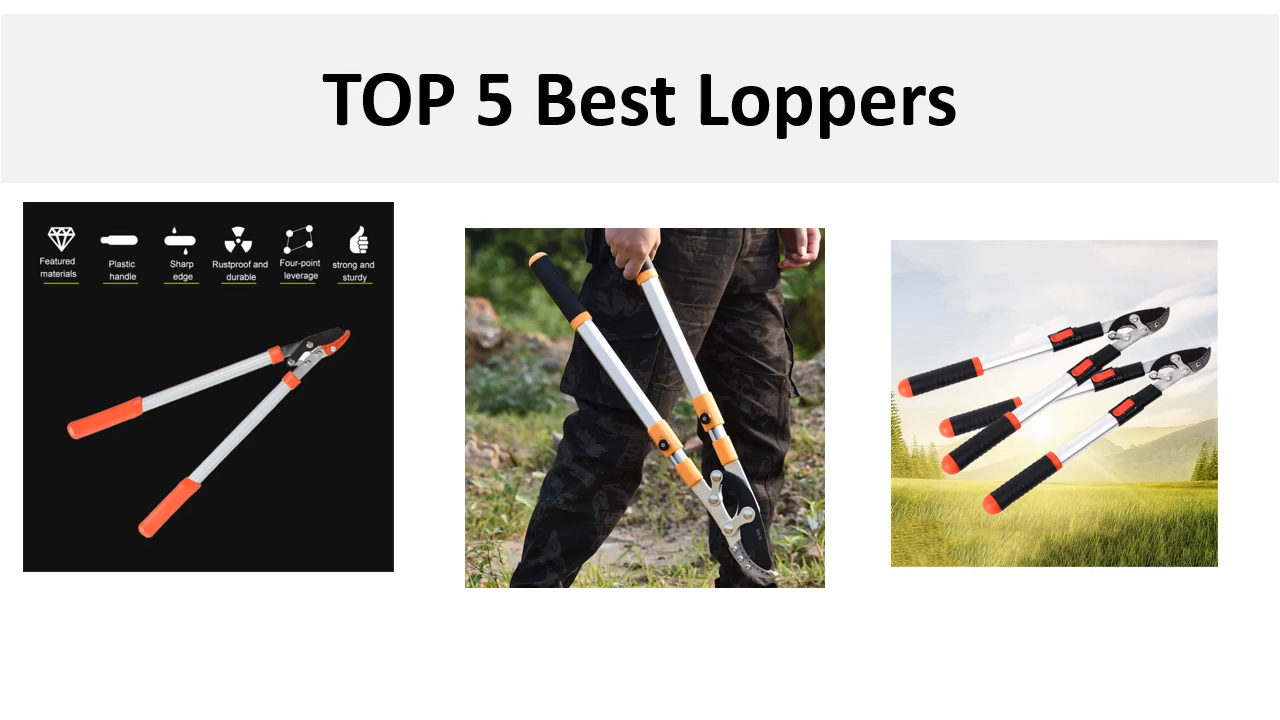 TOP 5 Best Loppers
Featured
materials
Plastic
handle
Sharp
edge
Rustproof and
durable
Four-point
leverage
strong and
sturdy